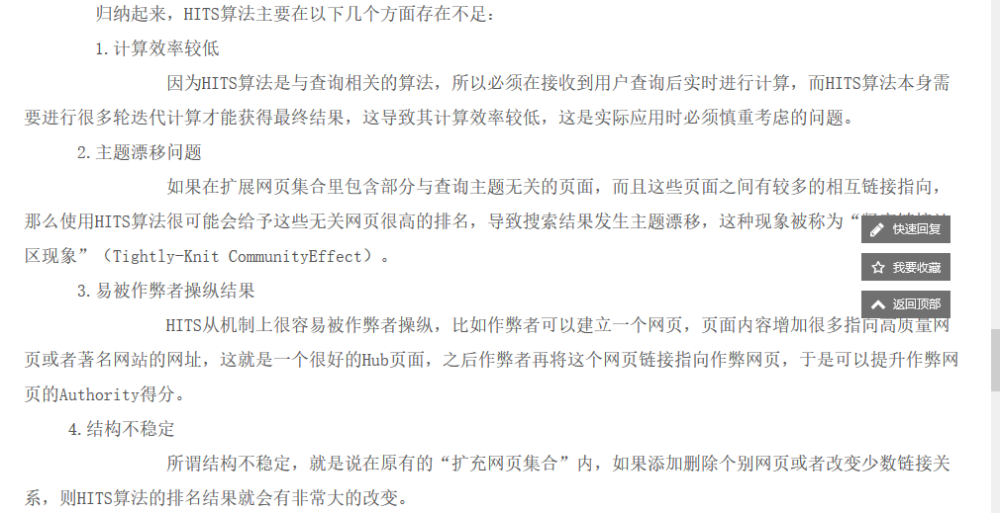 归纳起来，HITS算法主要在以下几个方面存在不足：
1.计算效率较低
因为HITS算法是与查询相关的算法，所以必须在接收到用户查询后实时进行计算，而HITS算法本身需
要进行很多轮迭代计算才能获得最终结果，这导致其计算效率较低，这是实际应用时必须慎重考虑的问题。
2.主题漂移问题
如果在扩展网页集合里包含部分与查询主题无关的页面，而且这些页面之间有较多的相互链接指向，
那么使用HITS算法很可能会给予这些无关网页很高的排名，导致搜索结果发生主题漂移，这种现象被称为“
快速回复
区现象”（Tightly-Knit CommunityEffect）。
我要收藏
3.易被作弊者操纵结果
返回顶部
HITS从机制上很容易被作弊者操纵，比如作弊者可以建立一个网页，页面内容增加很多指向高质量网
页或者著名网站的网址，这就是一个很好的Hub页面，之后作弊者再将这个网页链接指向作弊网页，于是可以提升作弊网
页的Authority得分。
4.结构不稳定
所谓结构不稳定，就是说在原有的“扩充网页集合”内，如果添加删除个别网页或者改变少数链接关
系，则HITS算法的排名结果就会有非常大的改变。